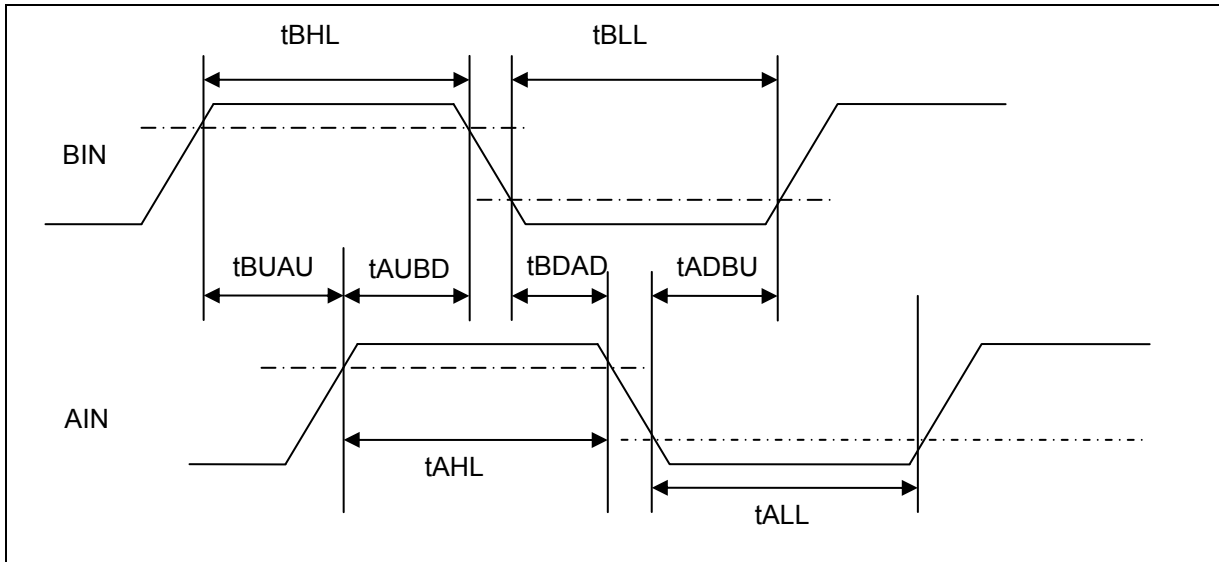 tBHL tBLL
BIN
tBUAU tAUBD tBDAD tADBU
AIN
tAHL
tALL